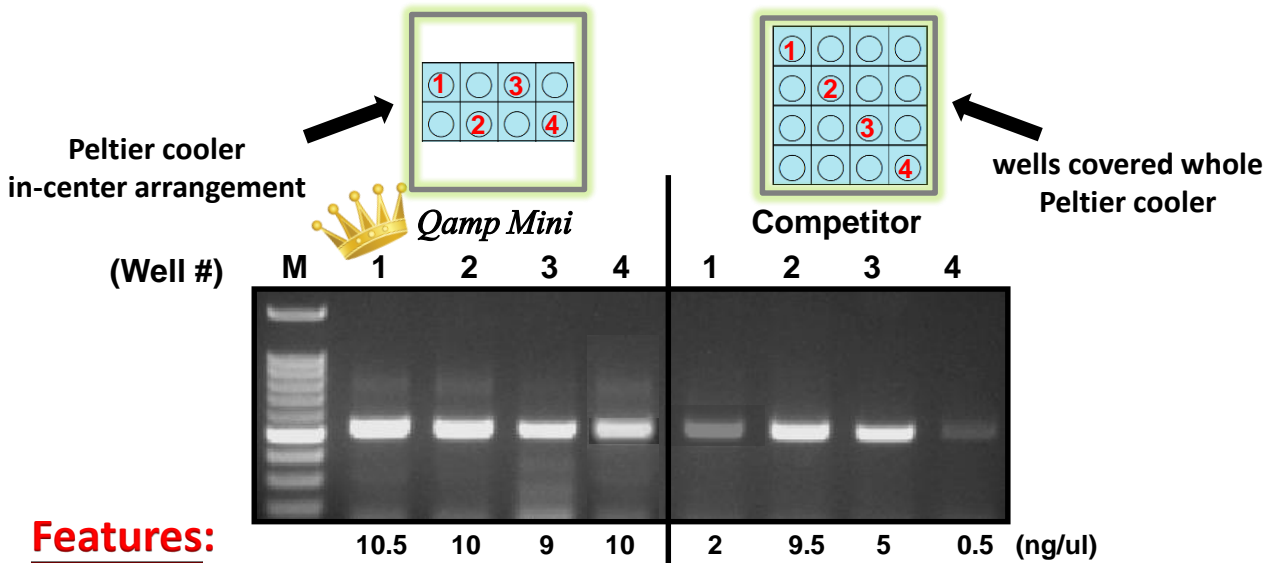 1 3
2 4
1
2
3
4
Peltier cooler
in-center arrangement
wells covered whole
Peltier cooler
Qamp Mini
Competitor
(Well #) M 1 2 3 4 1 2 3 4
Features: 10.5 10 9 10 2 9.5 5 0.5 (ng/ul)